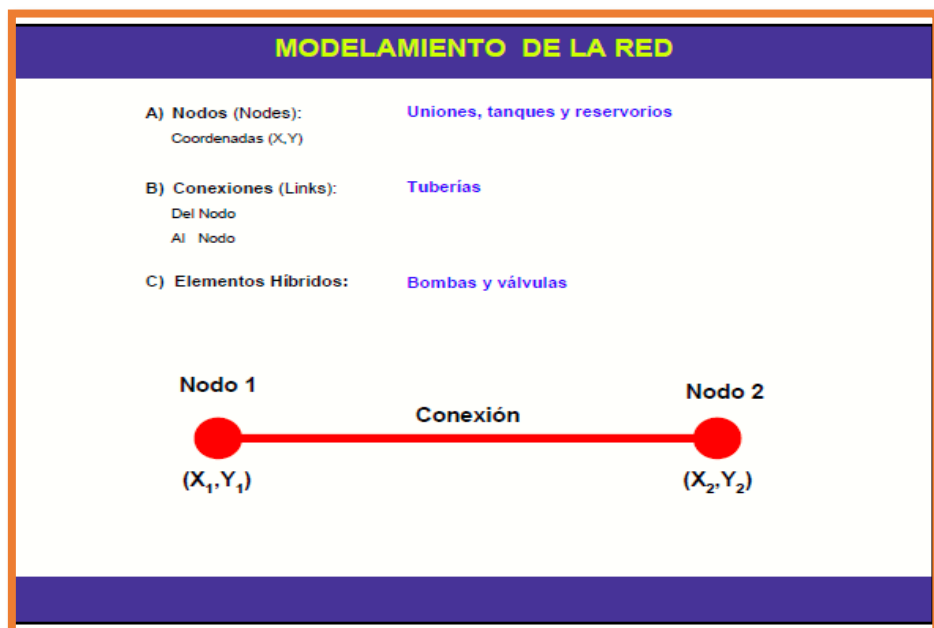 MODELAMIENTO DE LA RED
A) Nodos (Nodes): Uniones, tanques y reservorios
Coordenadas (X,Y)
B) Conexiones (Links): Tuberías
Del Nodo
Al Nodo
C) Elementos Híbridos: Bombas y válvulas
Nodo 1
Nodo 2
Conexión
(X₁,Y₁)
(X₂,Y₂)